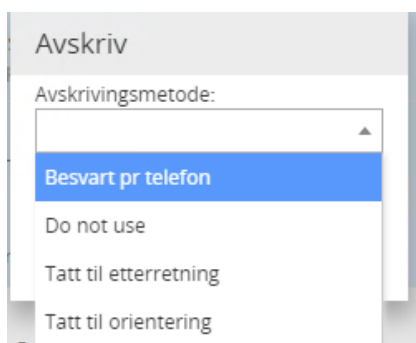 Avskriv
Avskrivingsmetode:
Besvart pr telefon
Do not use
Tatt til etterretning
Tatt til orientering